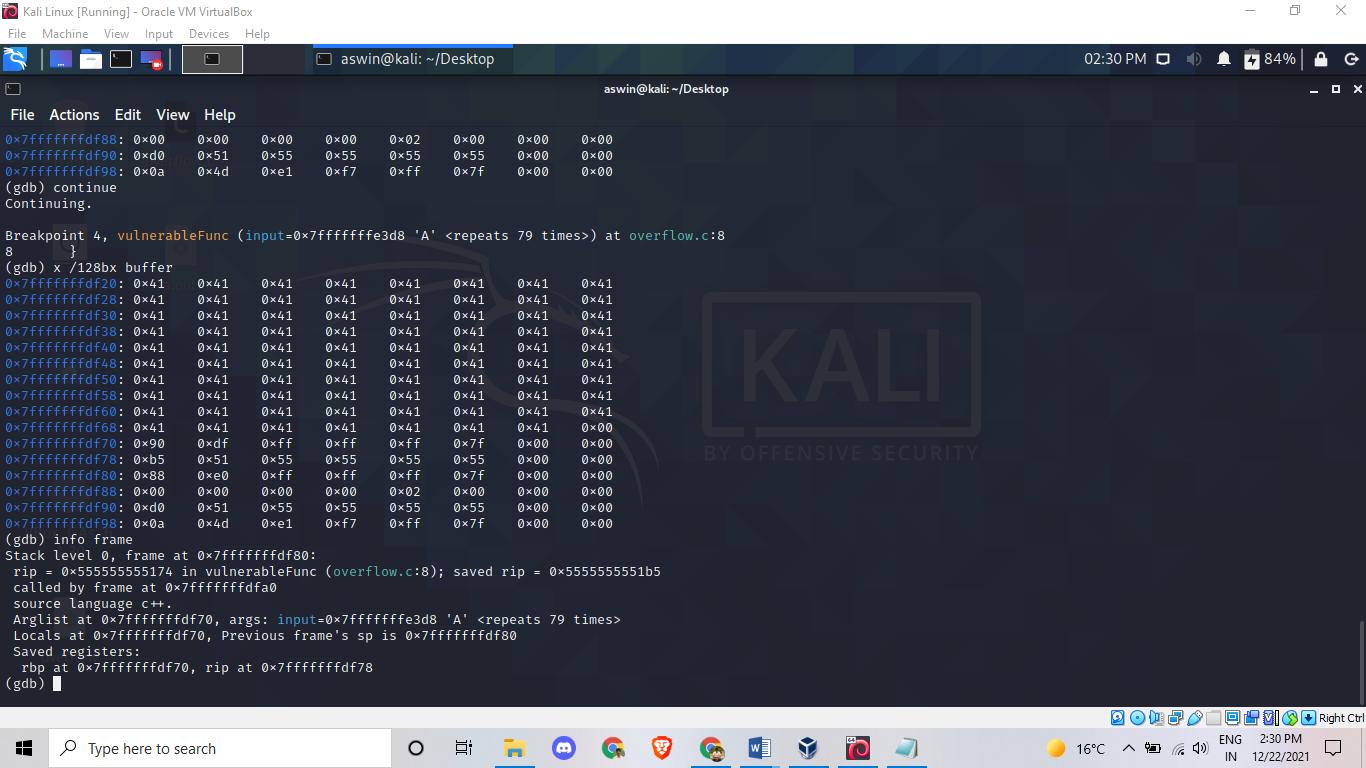 Kali Linux [Running] - Oracle VM VirtualBox
File Machine View Input Devices Help
aswin@kali: ~/Desktop 02:30 PM 84%
aswin@kali: ~/Desktop
File Actions Edit View Help
0×7fffffffdf88: 0×00 0×00 0×00 0×00 0×02 0×00 0×00 0×00
0×7fffffffdf90: 0×d0 0×51 0×55 0×55 0×55 0×55 0×00 0×00
0×7fffffffdf98: 0×0a 0×4d 0×e1 0×f7 0×ff 0×7f 0×00 0×00
(gdb) continue
Continuing.
Breakpoint 4, vulnerableFunc (input=0×7fffffffe3d8 'A' <repeats 79 times>) at overflow.c:8
8 }
(gdb) x /128bx buffer
0×7fffffffdf20: 0×41 0×41 0×41 0×41 0×41 0×41 0×41 0×41
0×7fffffffdf28: 0×41 0×41 0×41 0×41 0×41 0×41 0×41 0×41
0×7fffffffdf30: 0×41 0×41 0×41 0×41 0×41 0×41 0×41 0×41
0×7fffffffdf38: 0×41 0×41 0×41 0×41 0×41 0×41 0×41 0×41
0×7fffffffdf40: 0×41 0×41 0×41 0×41 0×41 0×41 0×41 0×41
0×7fffffffdf48: 0×41 0×41 0×41 0×41 0×41 0×41 0×41 0×41
0×7fffffffdf50: 0×41 0×41 0×41 0×41 0×41 0×41 0×41 0×41
0×7fffffffdf58: 0×41 0×41 0×41 0×41 0×41 0×41 0×41 0×41
0×7fffffffdf60: 0×41 0×41 0×41 0×41 0×41 0×41 0×41 0×41
0×7fffffffdf68: 0×41 0×41 0×41 0×41 0×41 0×41 0×41 0×00
0×7fffffffdf70: 0×90 0×df 0×ff 0×ff 0×ff 0×7f 0×00 0×00
0×7fffffffdf78: 0×b5 0×51 0×55 0×55 0×55 0×55 0×00 0×00
0×7fffffffdf80: 0×88 0×e0 0×ff 0×ff 0×ff 0×7f 0×00 0×00
0×7fffffffdf88: 0×00 0×00 0×00 0×00 0×02 0×00 0×00 0×00
0×7fffffffdf90: 0×d0 0×51 0×55 0×55 0×55 0×55 0×00 0×00
0×7fffffffdf98: 0×0a 0×4d 0×e1 0×f7 0×ff 0×7f 0×00 0×00
(gdb) info frame
Stack level 0, frame at 0×7fffffffdf80:
rip = 0×555555555174 in vulnerableFunc (overflow.c:8); saved rip = 0×5555555551b5
called by frame at 0×7fffffffdfa0
source language c++.
Arglist at 0×7fffffffdf70, args: input=0×7fffffffe3d8 'A' <repeats 79 times>
Locals at 0×7fffffffdf70, Previous frame's sp is 0×7fffffffdf80
Saved registers:
rbp at 0×7fffffffdf70, rip at 0×7fffffffdf78
(gdb)
KALI
BY OFFENSIVE SECURITY
Right Ctrl
Type here to search
16°C
ENG
IN
2:30 PM
12/22/2021